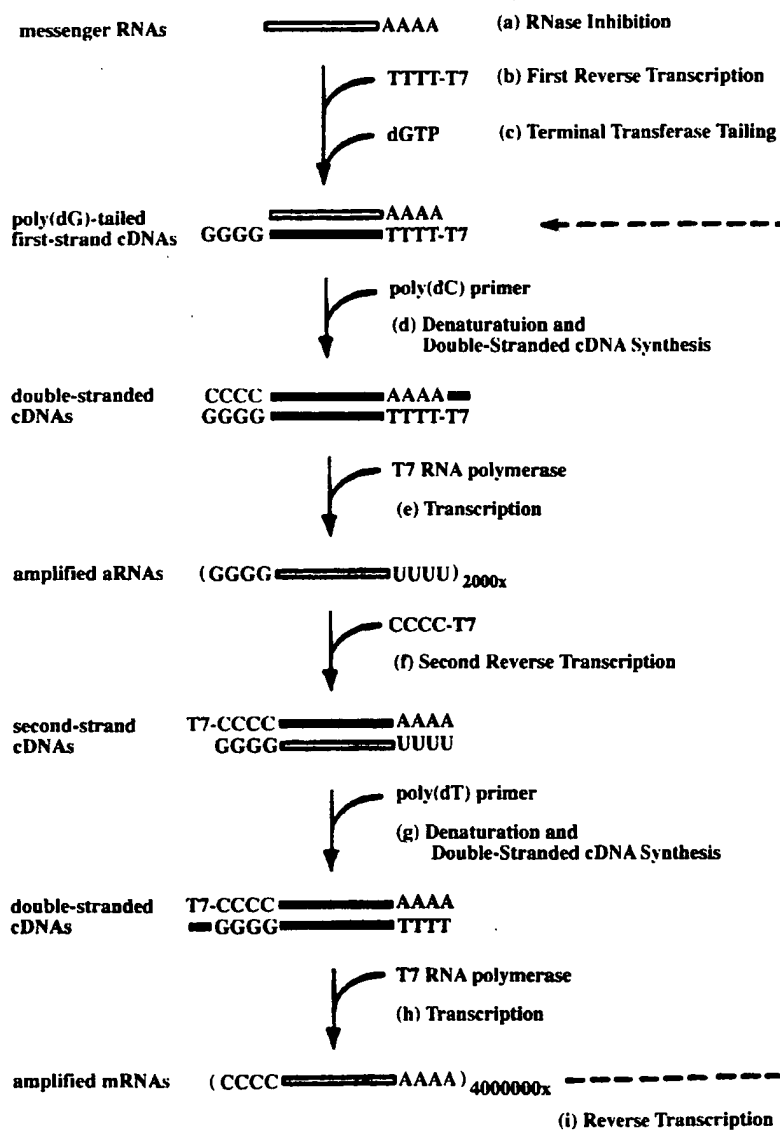 messenger RNAs AAAA (a) RNase Inhibition
TTTT-T7 (b) First Reverse Transcription
dGTP (c) Terminal Transferase Tailing
poly(dG)-tailed
first-strand cDNAs
AAAA
GGGG TTTT-T7
poly(dC) primer
(d) Denaturatuion and
Double-Stranded cDNA Synthesis
double-stranded
cDNAs
CCCC AAAA
GGGG TTTT-T7
T7 RNA polymerase
(e) Transcription
amplified aRNAs (GGGG UUUU) 2000x
CCCC-T7
(f) Second Reverse Transcription
second-strand
cDNAs
T7-CCCC AAAA
GGGG UUUU
poly(dT) primer
(g) Denaturation and
Double-Stranded cDNA Synthesis
double-stranded
cDNAs
T7-CCCC AAAA
GGGG TTTT
T7 RNA polymerase
(h) Transcription
amplified mRNAs (CCCC AAAA) 4000000x
(i) Reverse Transcription